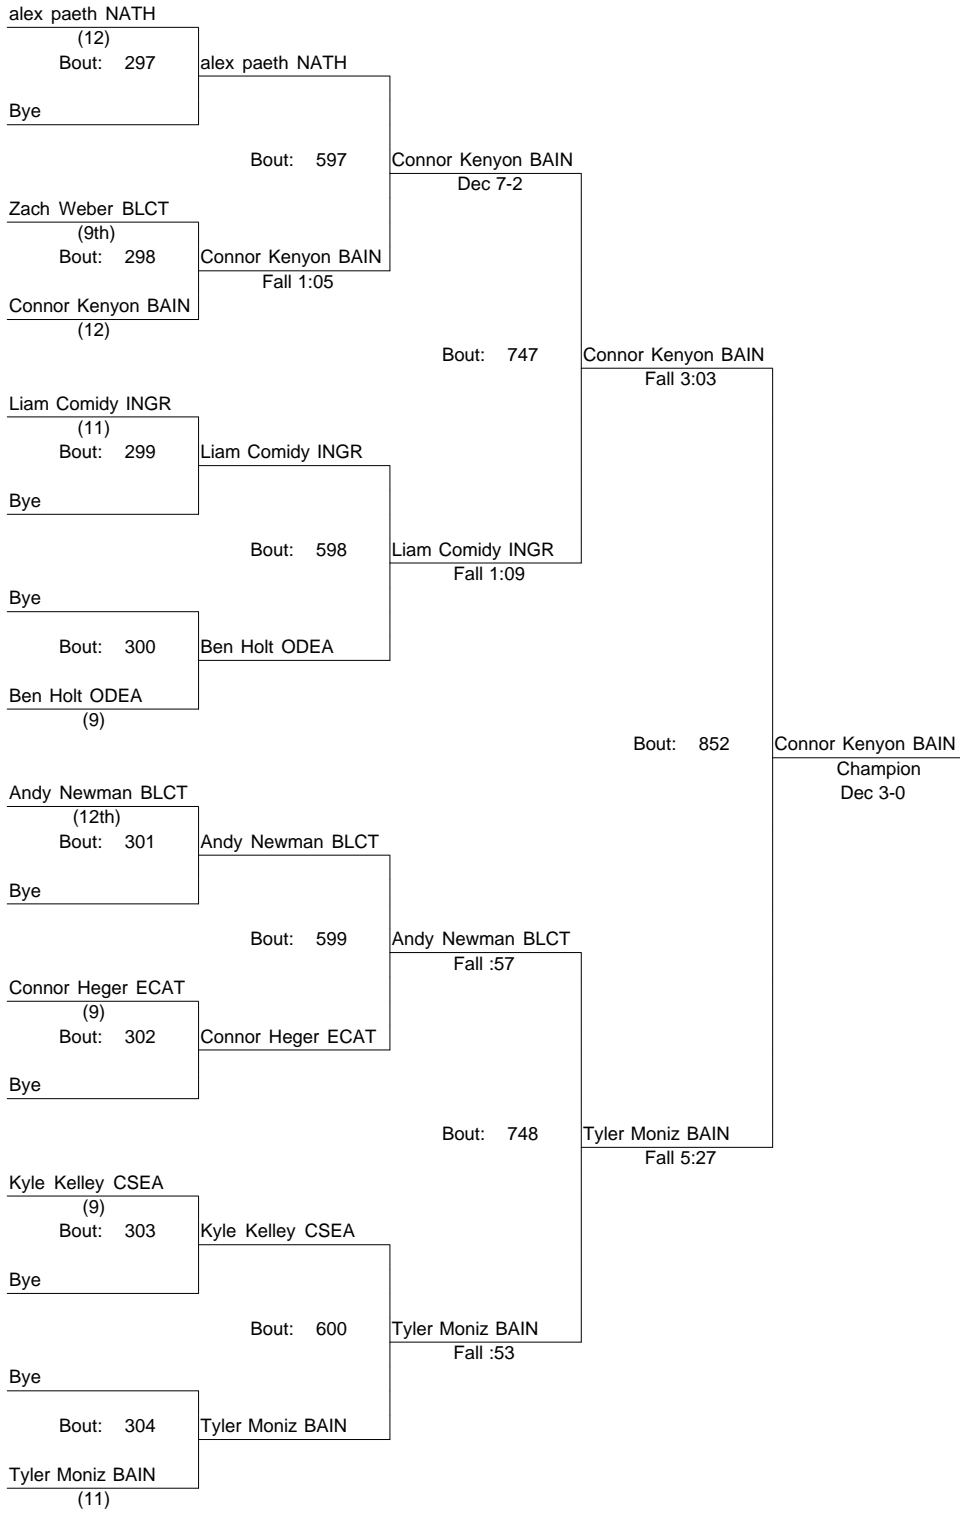 alex paeth NATH
(12)
Bout: 297
alex paeth NATH
Bye
Bout: 597
Connor Kenyon BAIN
Dec 7-2
Zach Weber BLCT
(9th)
Bout: 298
Connor Kenyon BAIN
Fall 1:05
Connor Kenyon BAIN
(12)
Bout: 747
Connor Kenyon BAIN
Fall 3:03
Liam Comidy INGR
(11)
Bout: 299
Liam Comidy INGR
Bye
Bout: 598
Liam Comidy INGR
Fall 1:09
Bye
Bout: 300
Ben Holt ODEA
Ben Holt ODEA
(9)
Bout: 852
Connor Kenyon BAIN
Champion
Dec 3-0
Andy Newman BLCT
(12th)
Bout: 301
Andy Newman BLCT
Bye
Bout: 599
Andy Newman BLCT
Fall :57
Connor Heger ECAT
(9)
Bout: 302
Connor Heger ECAT
Bye
Bout: 748
Tyler Moniz BAIN
Fall 5:27
Kyle Kelley CSEA
(9)
Bout: 303
Kyle Kelley CSEA
Bye
Bout: 600
Tyler Moniz BAIN
Fall :53
Bye
Bout: 304
Tyler Moniz BAIN
Tyler Moniz BAIN
(11)